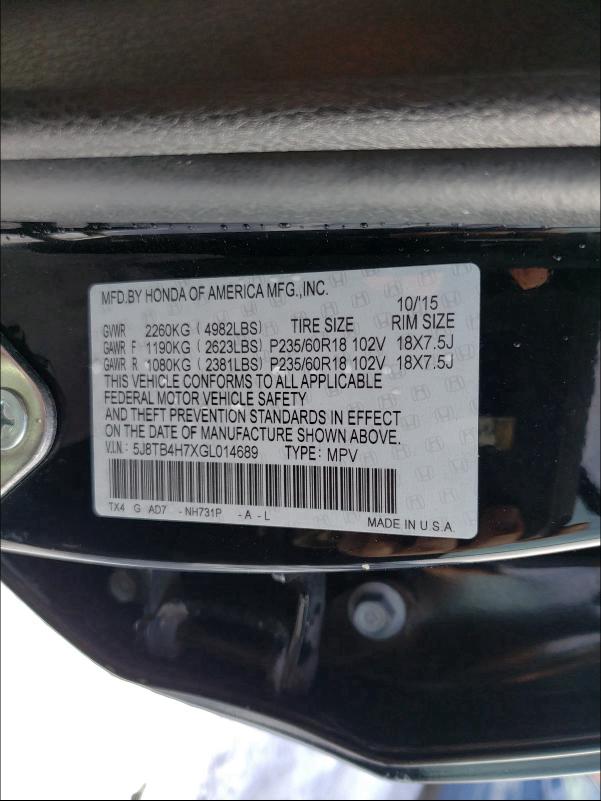 MFD.BY HONDA OF AMERICA MFG.,INC.
10/'15
GVWR 2260KG ( 4982LBS) TIRE SIZE RIM SIZE
GAWR F 1190KG ( 2623LBS) P235/60R18 102V 18X7.5J
GAWR R 1080KG ( 2381LBS) P235/60R18 102V 18X7.5J
THIS VEHICLE CONFORMS TO ALL APPLICABLE
FEDERAL MOTOR VEHICLE SAFETY
AND THEFT PREVENTION STANDARDS IN EFFECT
ON THE DATE OF MANUFACTURE SHOWN ABOVE.
V.I.N.: 5J8TB4H7XGL014689 TYPE: MPV
TX4 G AD7 - NH731P - A - L
MADE IN U.S.A.